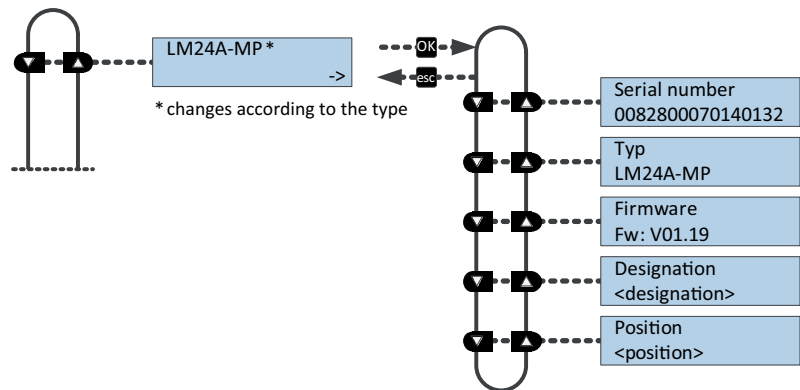 LM24A-MP*
->
OK
esc
* changes according to the type
Serial number
0082800070140132
Typ
LM24A-MP
Firmware
Fw: V01.19
Designation
<designation>
Position
<position>